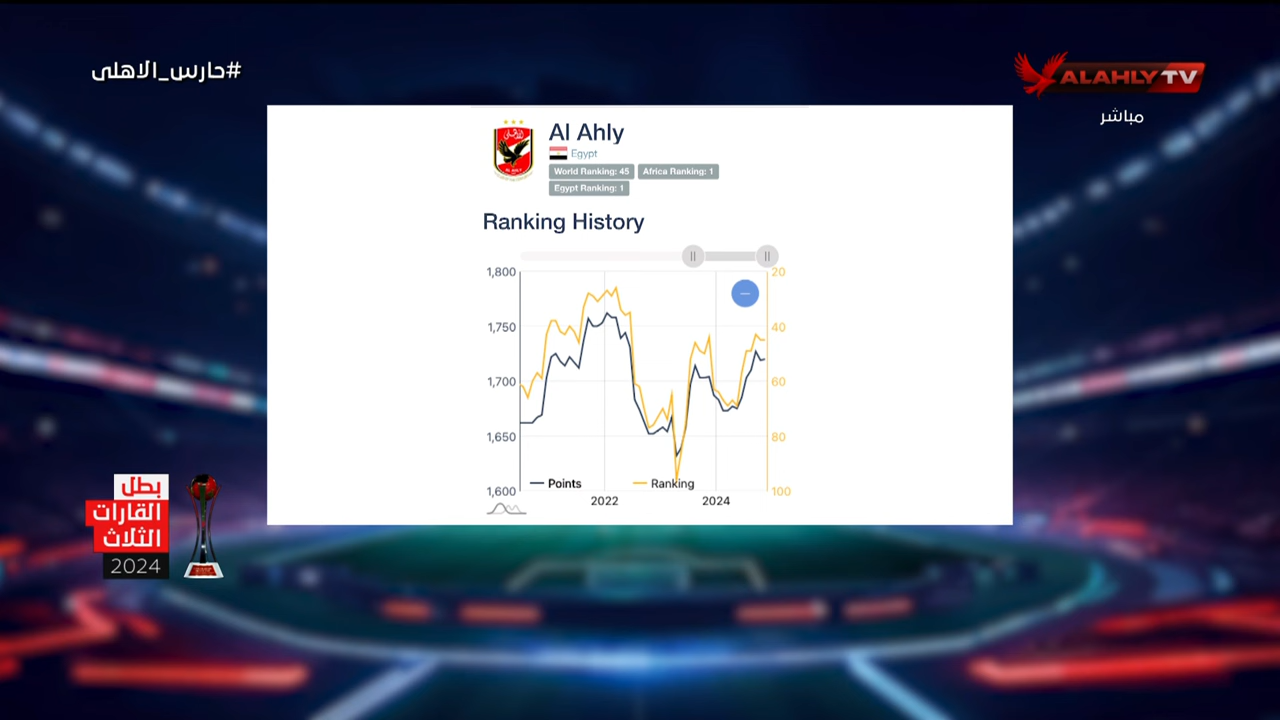 #حارس_الاهلى
ALAHLY TV
مباشر
Al Ahly
Egypt
World Ranking: 45 Africa Ranking: 1
Egypt Ranking: 1
Ranking History
1,800 20
1,750 40
1,700 60
1,650 80
1,600 100
Points Ranking
2022 2024
بطل
القارات
الثلاث
2024